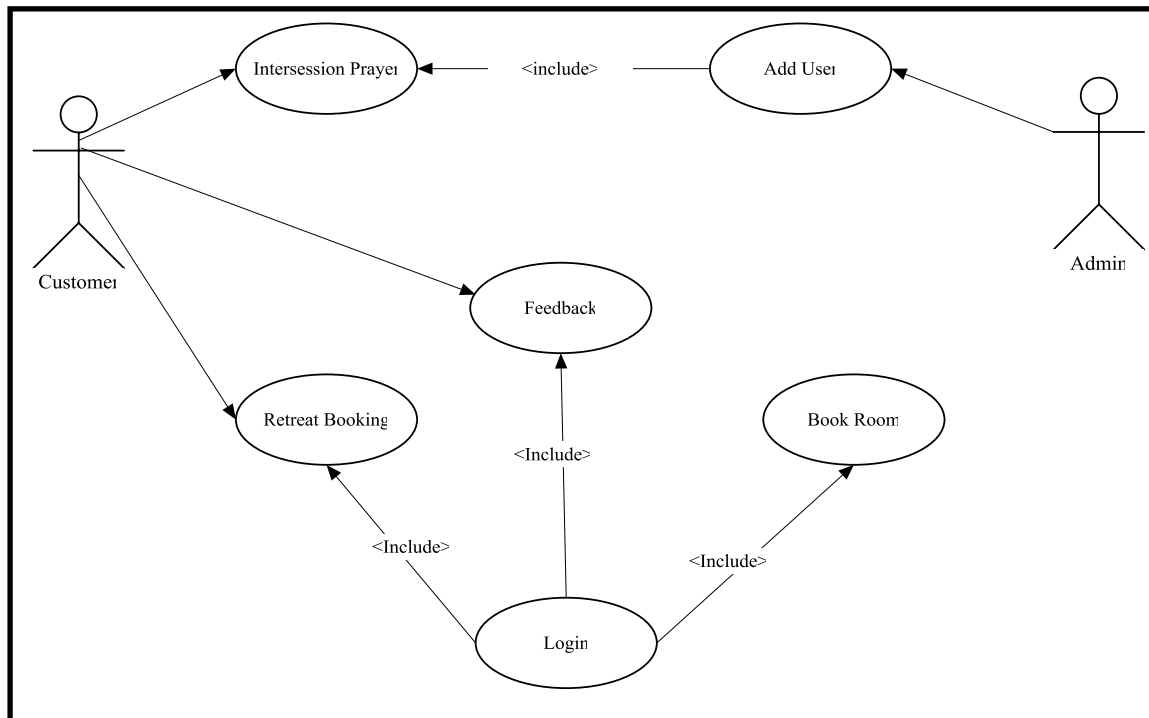 Intersession Prayer
<include>
Add User
Customer
Admin
Feedback
Retreat Booking
Book Room
<Include>
<Include>
<Include>
Login